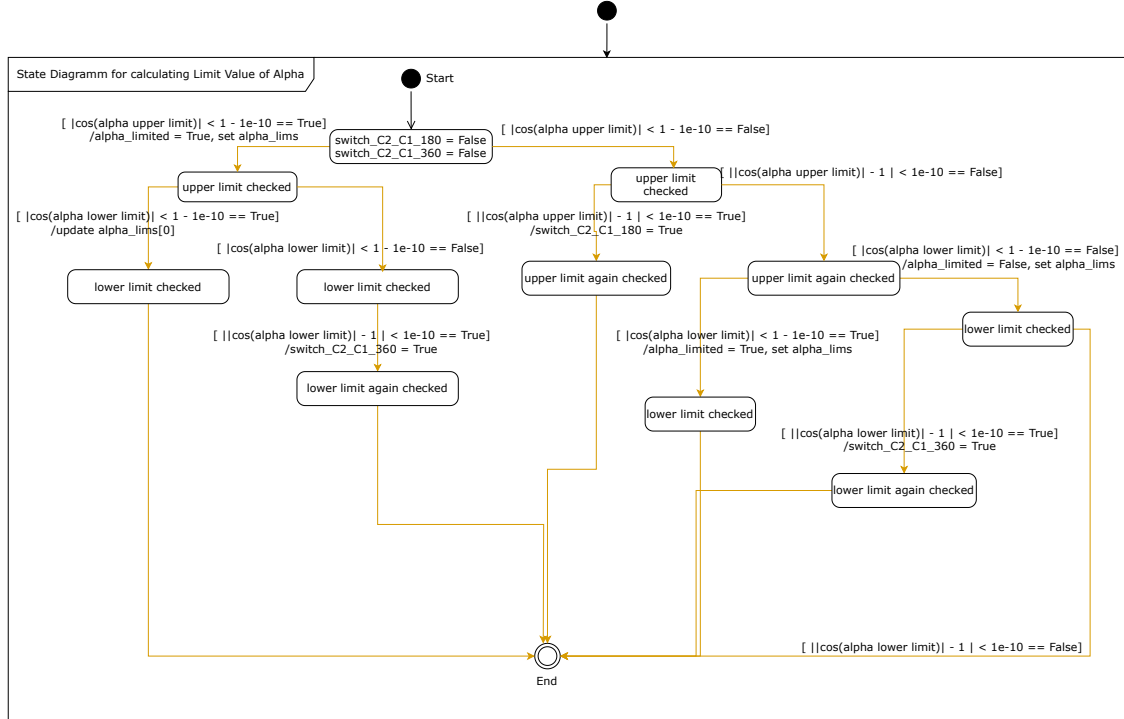 State Diagramm for calculating Limit Value of Alpha
Start
[ |cos(alpha upper limit)| < 1 - 1e-10 == True]
/alpha_limited = True, set alpha_lims
[ |cos(alpha upper limit)| < 1 - 1e-10 == False]
switch_C2_C1_180 = False
switch_C2_C1_360 = False
upper limit checked
upper limit
checked
[ ||cos(alpha upper limit)| - 1 | < 1e-10 == False]
[ |cos(alpha lower limit)| < 1 - 1e-10 == True]
/update alpha_lims[0]
[ ||cos(alpha upper limit)| - 1 | < 1e-10 == True]
/switch_C2_C1_180 = True
[ |cos(alpha lower limit)| < 1 - 1e-10 == False]
[ |cos(alpha lower limit)| < 1 - 1e-10 == False]
/alpha_limited = False, set alpha_lims
lower limit checked
lower limit checked
upper limit again checked
upper limit again checked
lower limit checked
[ ||cos(alpha lower limit)| - 1 | < 1e-10 == True]
/switch_C2_C1_360 = True
[ |cos(alpha lower limit)| < 1 - 1e-10 == True]
/alpha_limited = True, set alpha_lims
lower limit again checked
lower limit checked
[ ||cos(alpha lower limit)| - 1 | < 1e-10 == True]
/switch_C2_C1_360 = True
lower limit again checked
[ ||cos(alpha lower limit)| - 1 | < 1e-10 == False]
End